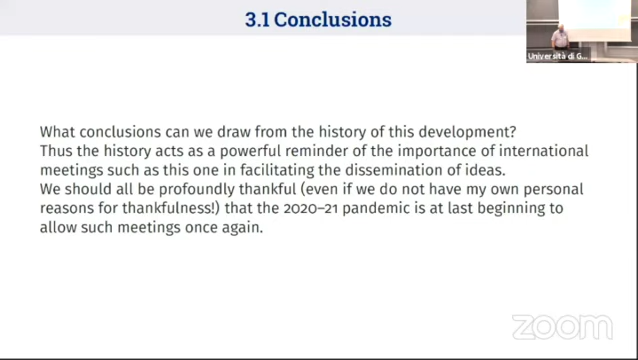 3.1 Conclusions
Università di G...
What conclusions can we draw from the history of this development?
Thus the history acts as a powerful reminder of the importance of international
meetings such as this one in facilitating the dissemination of ideas.
We should all be profoundly thankful (even if we do not have my own personal
reasons for thankfulness!) that the 2020–21 pandemic is at last beginning to
allow such meetings once again.
zoom